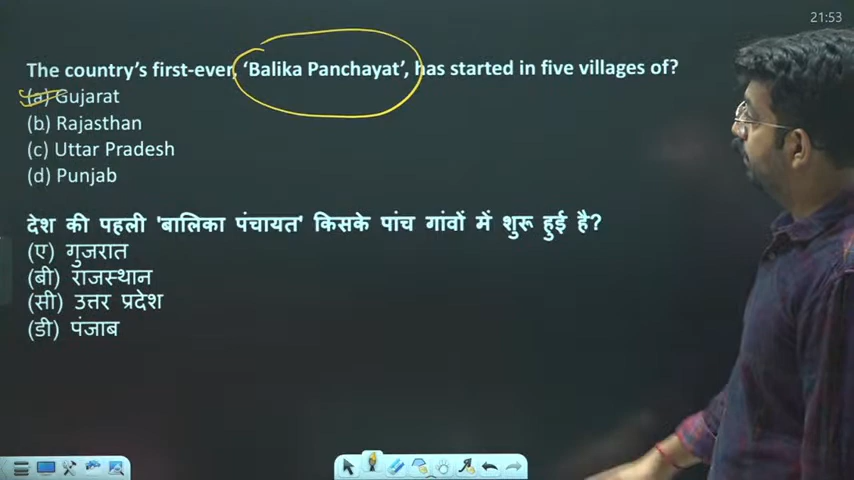 21:53
The country's first-ever, ‘Balika Panchayat’, has started in five villages of?
(a) Gujarat
(b) Rajasthan
(c) Uttar Pradesh
(d) Punjab
देश की पहली 'बालिका पंचायत' किसके पांच गांवों में शुरू हुई है?
(ए) गुजरात
(बी) राजस्थान
(सी) उत्तर प्रदेश
(डी) पंजाब